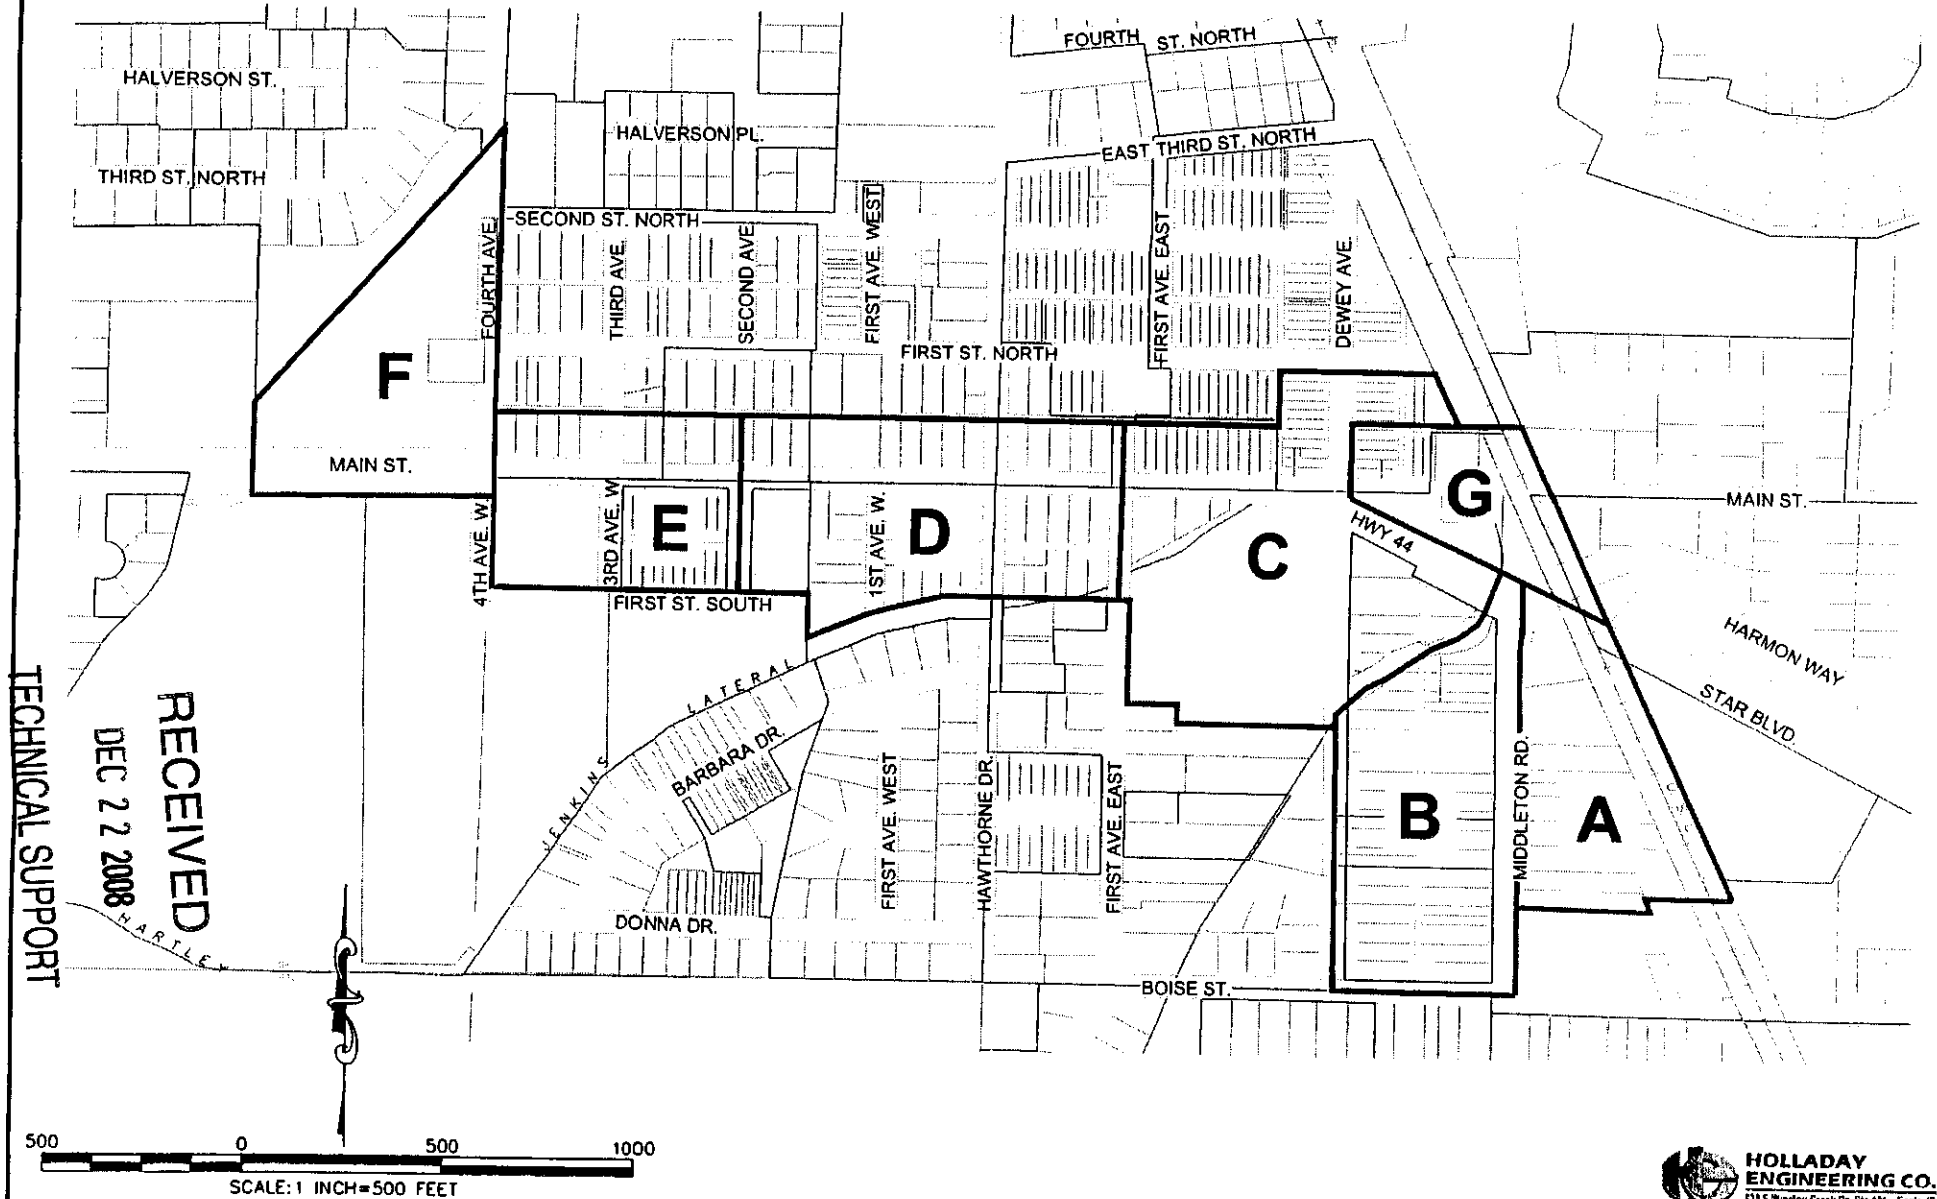 FOURTH ST. NORTH
HALVERSON ST.
HALVERSON PL.
EAST THIRD ST. NORTH
THIRD ST. NORTH
SECOND ST. NORTH
FOURTH AVE.
THIRD AVE.
SECOND AVE.
FIRST AVE. WEST
FIRST AVE. EAST
DEWEY AVE.
FIRST ST. NORTH
F
MAIN ST.
G
MAIN ST.
4TH AVE. W.
3RD AVE. W.
E
1ST AVE. W.
D
C
HWY 44
FIRST ST. SOUTH
HARMON WAY
STAR BLVD.
JENKINS LATERAL
BARBARA DR.
FIRST AVE. WEST
HAWTHORNE DR.
FIRST AVE. EAST
B
MIDDLETON RD.
A
DONNA DR.
HARTLEY
BOISE ST.
RECEIVED
DEC 22 2008
TECHNICAL SUPPORT
500 0 500 1000
SCALE: 1 INCH=500 FEET
HOLLADAY
ENGINEERING CO.